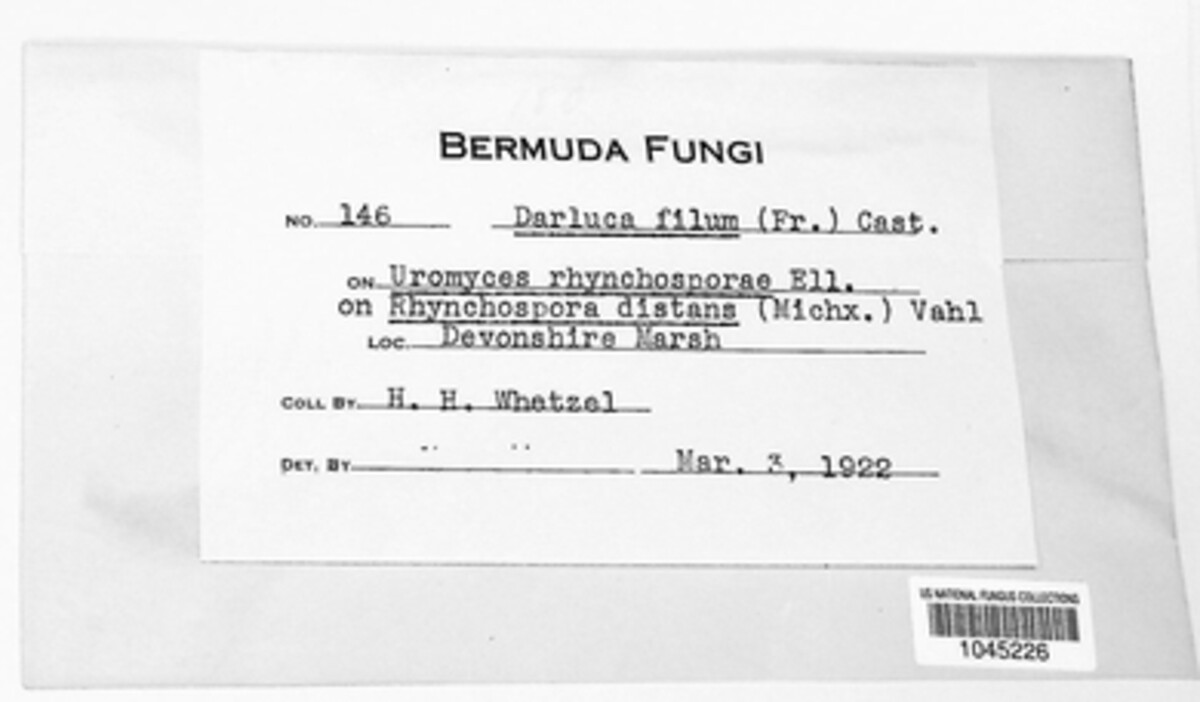 BERMUDA FUNGI
NO. 146 Darluca filum (Fr.) Cast.
ON Uromyces rhynchosporae Ell.
on Rhynchospora distans (Michx.) Vahl
LOC. Devonshire Marsh
COLL BY. H. H. Whetzel
DET. BY " " Mar. 3, 1922
US NATIONAL FUNGUS COLLECTIONS
1045226